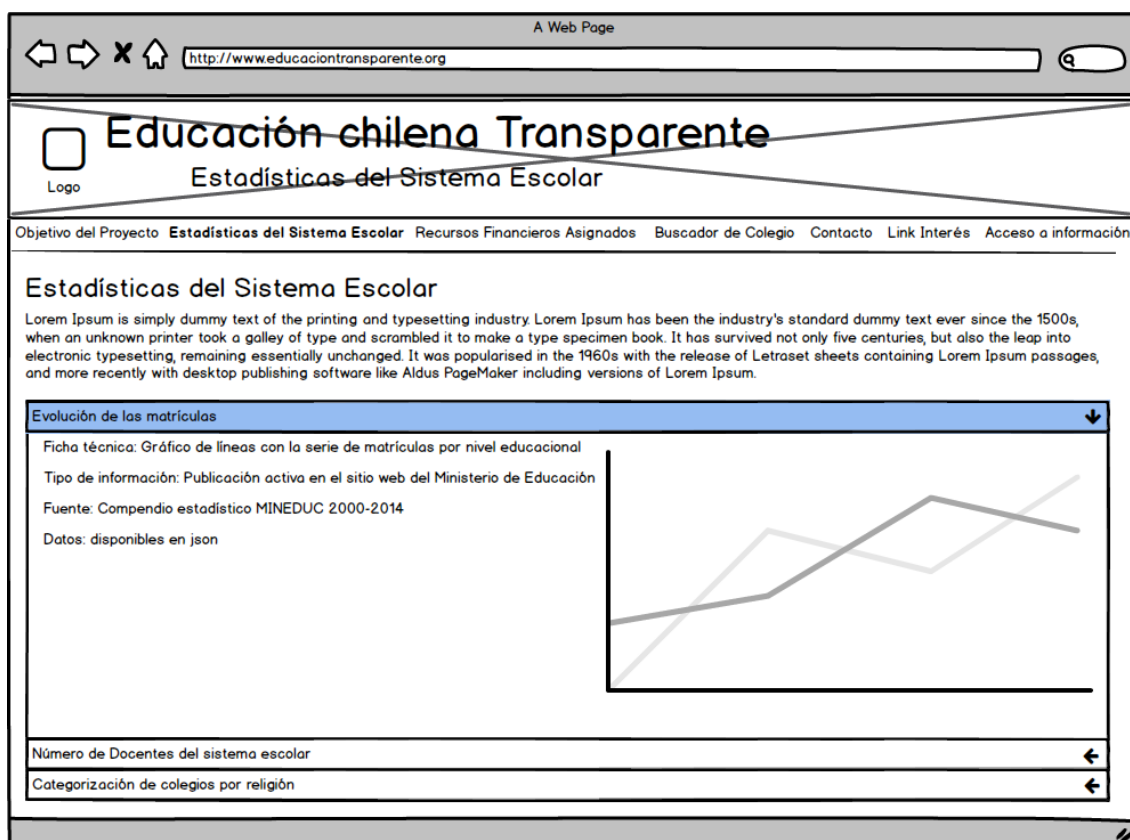 A Web Page
http://www.educaciontransparente.org
Educación chilena Transparente
Logo
Estadísticas del Sistema Escolar
Objetivo del Proyecto Estadísticas del Sistema Escolar Recursos Financieros Asignados Buscador de Colegio Contacto Link Interés Acceso a información
Estadísticas del Sistema Escolar
Lorem Ipsum is simply dummy text of the printing and typesetting industry. Lorem Ipsum has been the industry's standard dummy text ever since the 1500s,
when an unknown printer took a galley of type and scrambled it to make a type specimen book. It has survived not only five centuries, but also the leap into
electronic typesetting, remaining essentially unchanged. It was popularised in the 1960s with the release of Letraset sheets containing Lorem Ipsum passages,
and more recently with desktop publishing software like Aldus PageMaker including versions of Lorem Ipsum.
Evolución de las matrículas
Ficha técnica: Gráfico de líneas con la serie de matrículas por nivel educacional
Tipo de información: Publicación activa en el sitio web del Ministerio de Educación
Fuente: Compendio estadístico MINEDUC 2000-2014
Datos: disponibles en json
Número de Docentes del sistema escolar
Categorización de colegios por religión